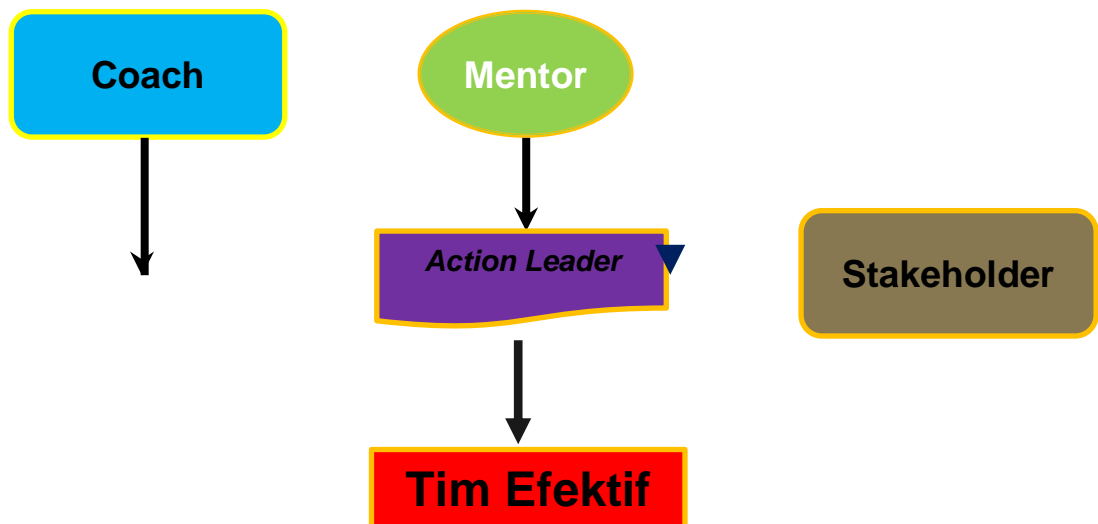 Coach
Mentor
Action Leader
Stakeholder
Tim Efektif